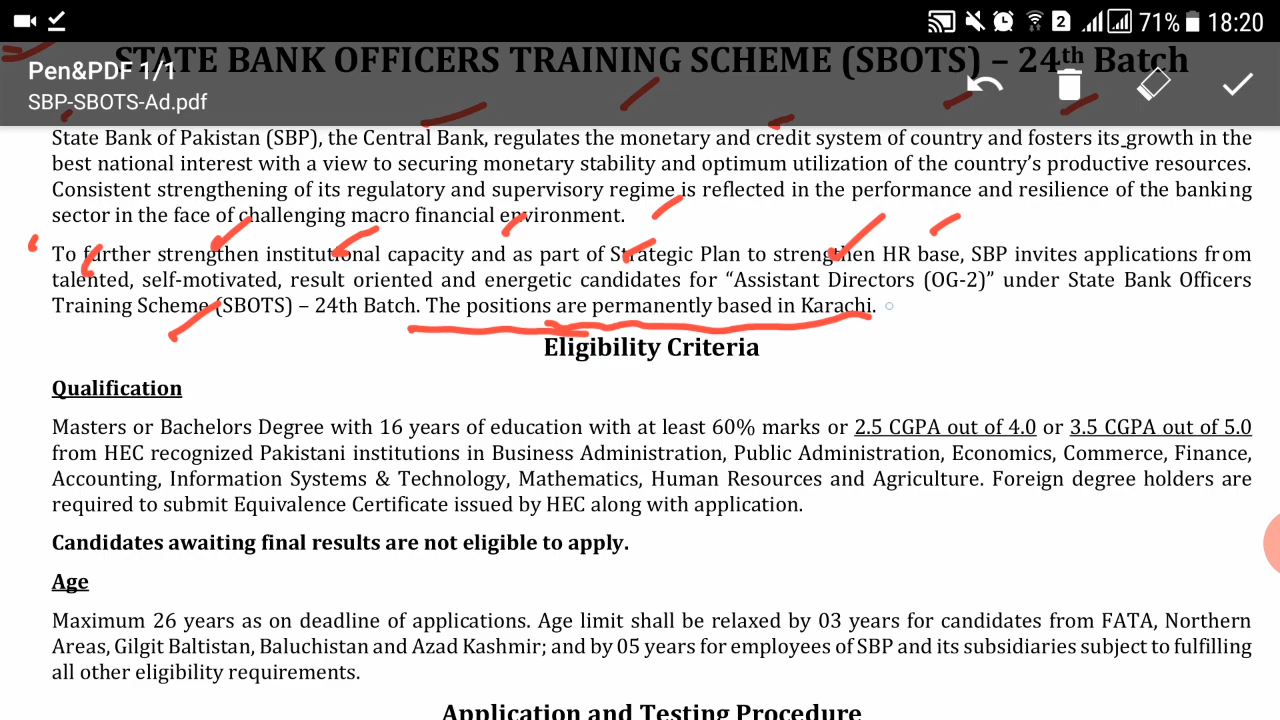 2 71% 18:20
STATE BANK OFFICERS TRAINING SCHEME (SBOTS) – 24th Batch
Pen&PDF 1/1
SBP-SBOTS-Ad.pdf
State Bank of Pakistan (SBP), the Central Bank, regulates the monetary and credit system of country and fosters its growth in the
best national interest with a view to securing monetary stability and optimum utilization of the country's productive resources.
Consistent strengthening of its regulatory and supervisory regime is reflected in the performance and resilience of the banking
sector in the face of challenging macro financial environment.
To further strengthen institutional capacity and as part of Strategic Plan to strengthen HR base, SBP invites applications from
talented, self-motivated, result oriented and energetic candidates for “Assistant Directors (OG-2)” under State Bank Officers
Training Scheme (SBOTS) – 24th Batch. The positions are permanently based in Karachi.
Eligibility Criteria
Qualification
Masters or Bachelors Degree with 16 years of education with at least 60% marks or 2.5 CGPA out of 4.0 or 3.5 CGPA out of 5.0
from HEC recognized Pakistani institutions in Business Administration, Public Administration, Economics, Commerce, Finance,
Accounting, Information Systems & Technology, Mathematics, Human Resources and Agriculture. Foreign degree holders are
required to submit Equivalence Certificate issued by HEC along with application.
Candidates awaiting final results are not eligible to apply.
Age
Maximum 26 years as on deadline of applications. Age limit shall be relaxed by 03 years for candidates from FATA, Northern
Areas, Gilgit Baltistan, Baluchistan and Azad Kashmir; and by 05 years for employees of SBP and its subsidiaries subject to fulfilling
all other eligibility requirements.
Application and Testing Procedure